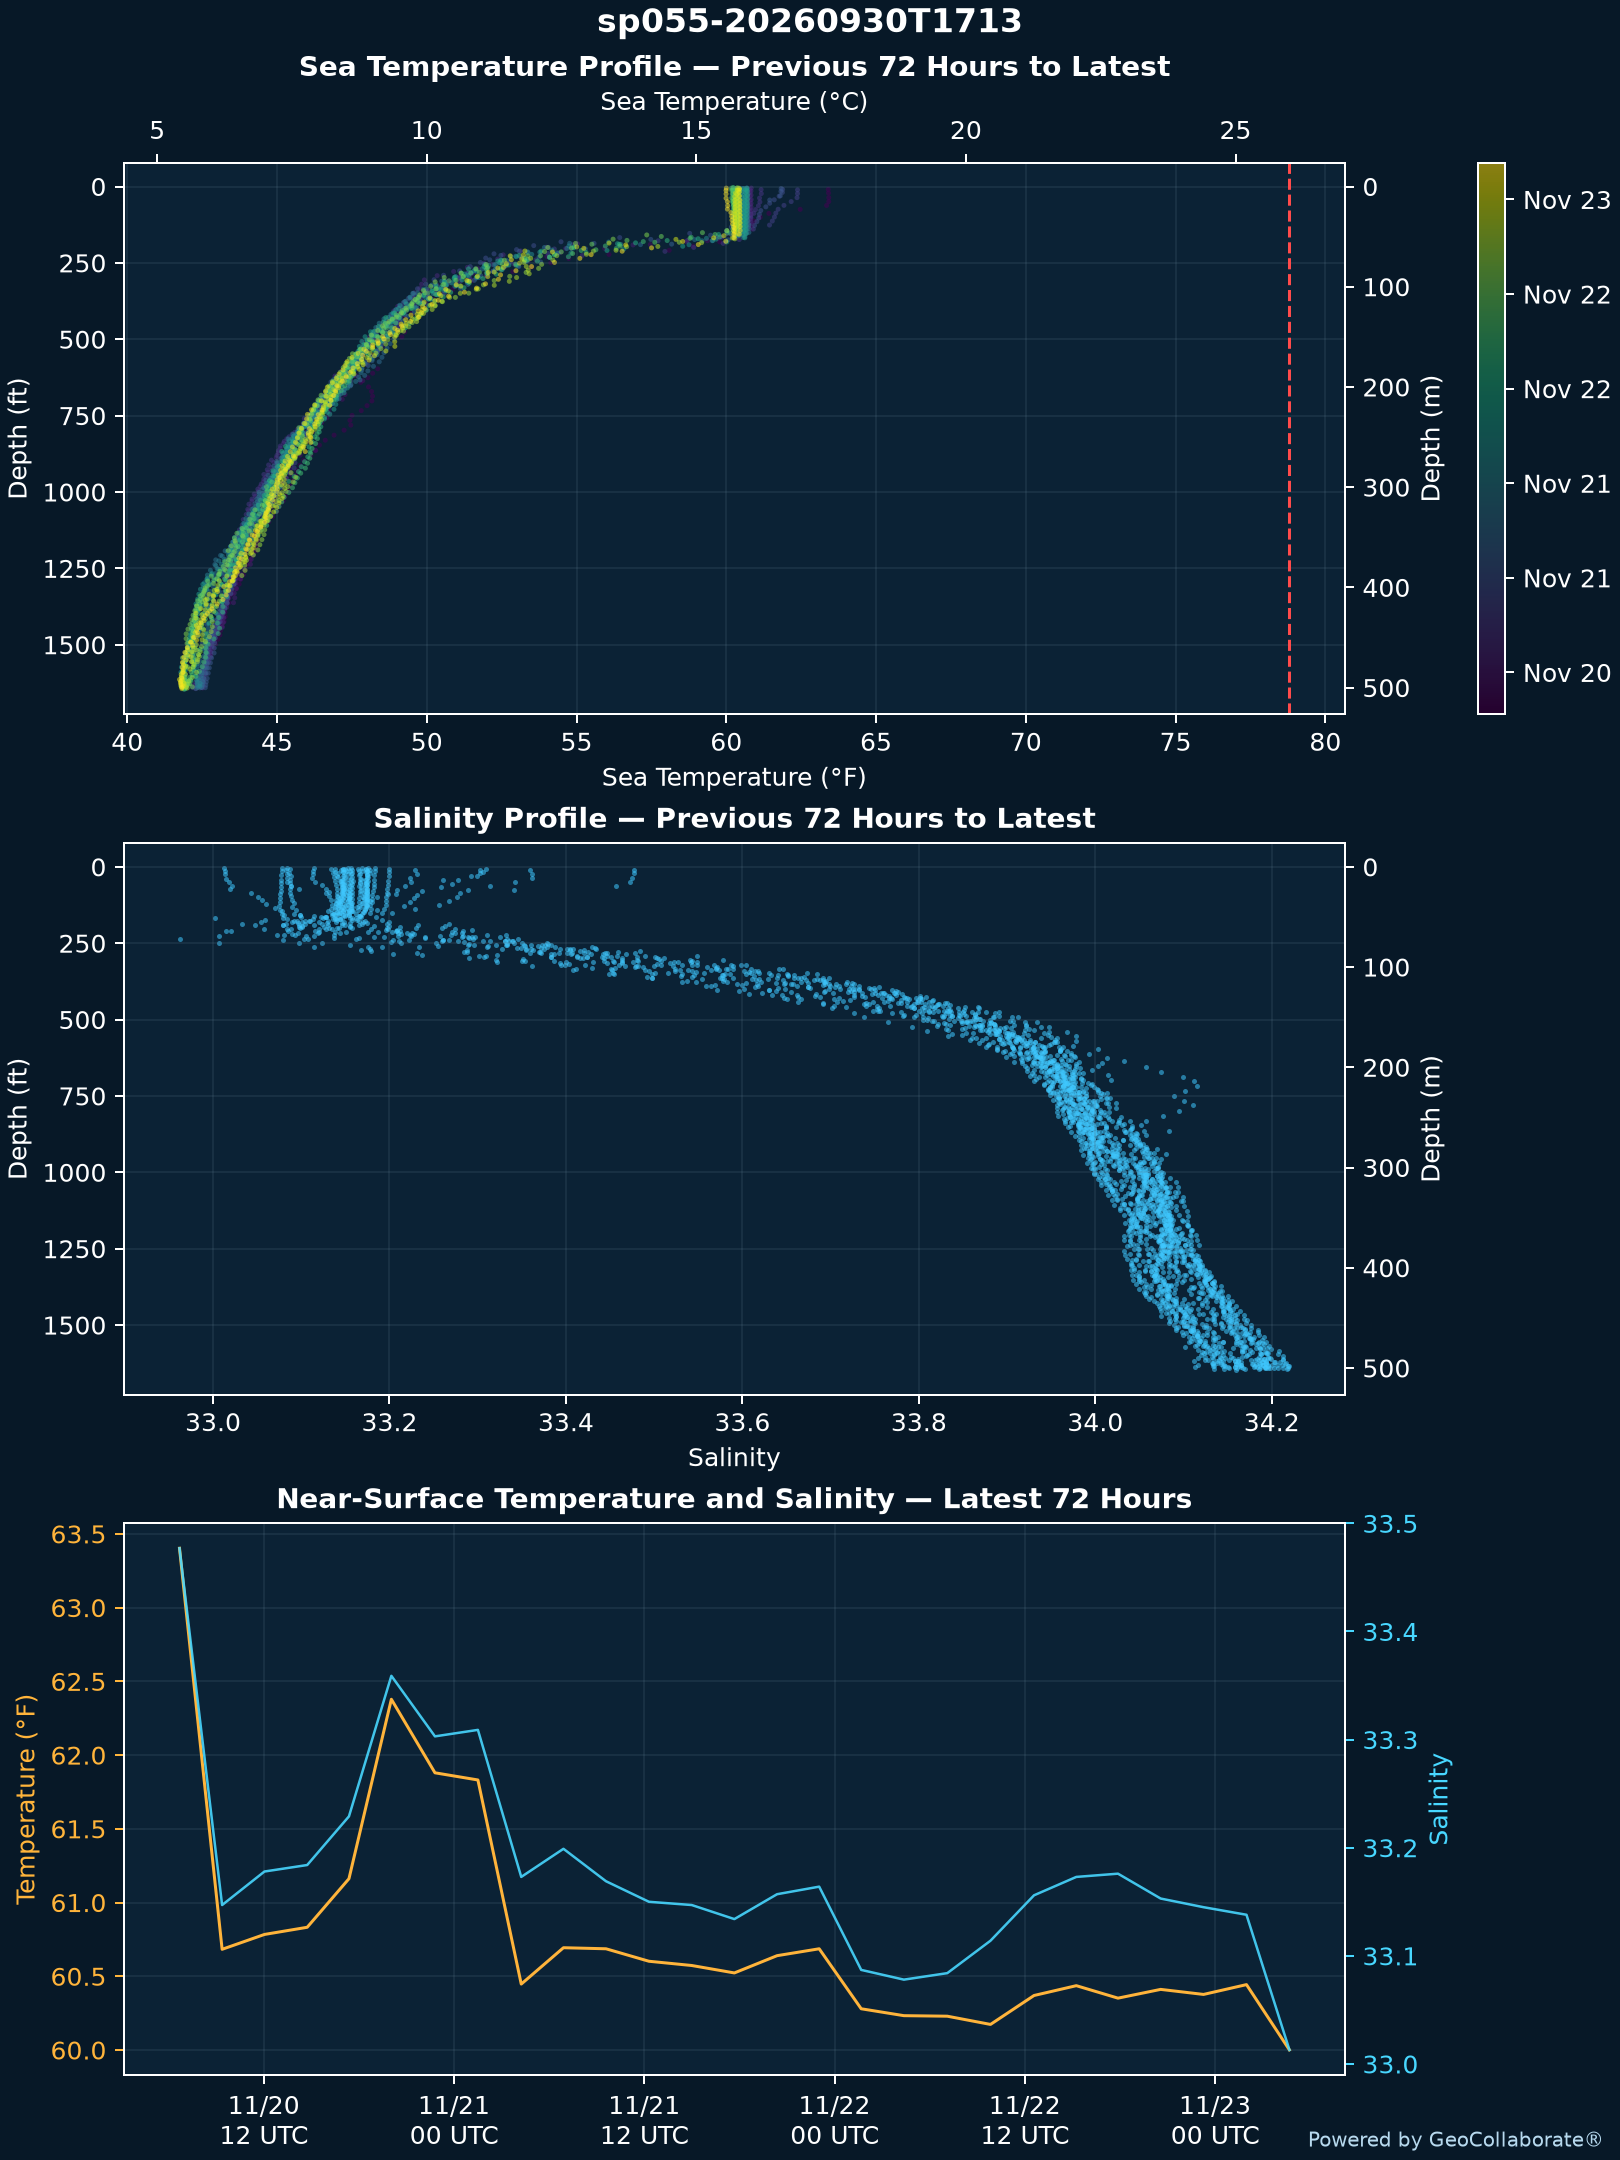 sp055-20260930T1713
Sea Temperature Profile — Previous 72 Hours to Latest
Sea Temperature (°C)
5 10 15 20 25
0 250 500 750 1000 1250 1500
Depth (ft)
0 100 200 300 400 500
Depth (m)
Nov 23
Nov 22
Nov 22
Nov 21
Nov 21
Nov 20
40 45 50 55 60 65 70 75 80
Sea Temperature (°F)
Salinity Profile — Previous 72 Hours to Latest
0 250 500 750 1000 1250 1500
Depth (ft)
0 100 200 300 400 500
Depth (m)
33.0 33.2 33.4 33.6 33.8 34.0 34.2
Salinity
Near-Surface Temperature and Salinity — Latest 72 Hours
63.5 63.0 62.5 62.0 61.5 61.0 60.5 60.0
Temperature (°F)
33.5 33.4 33.3 33.2 33.1 33.0
Salinity
11/20 11/21 11/21 11/22 11/22 11/23
12 UTC 00 UTC 12 UTC 00 UTC 12 UTC 00 UTC
Powered by GeoCollaborate®